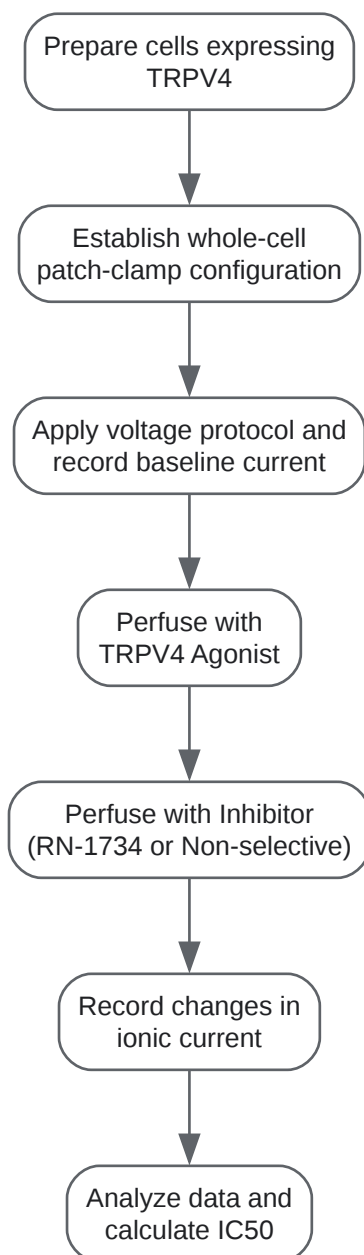 Prepare cells expressing
TRPV4
Establish whole-cell
patch-clamp configuration
Apply voltage protocol and
record baseline current
Perfuse with
TRPV4 Agonist
Perfuse with Inhibitor
(RN-1734 or Non-selective)
Record changes in
ionic current
Analyze data and
calculate IC50